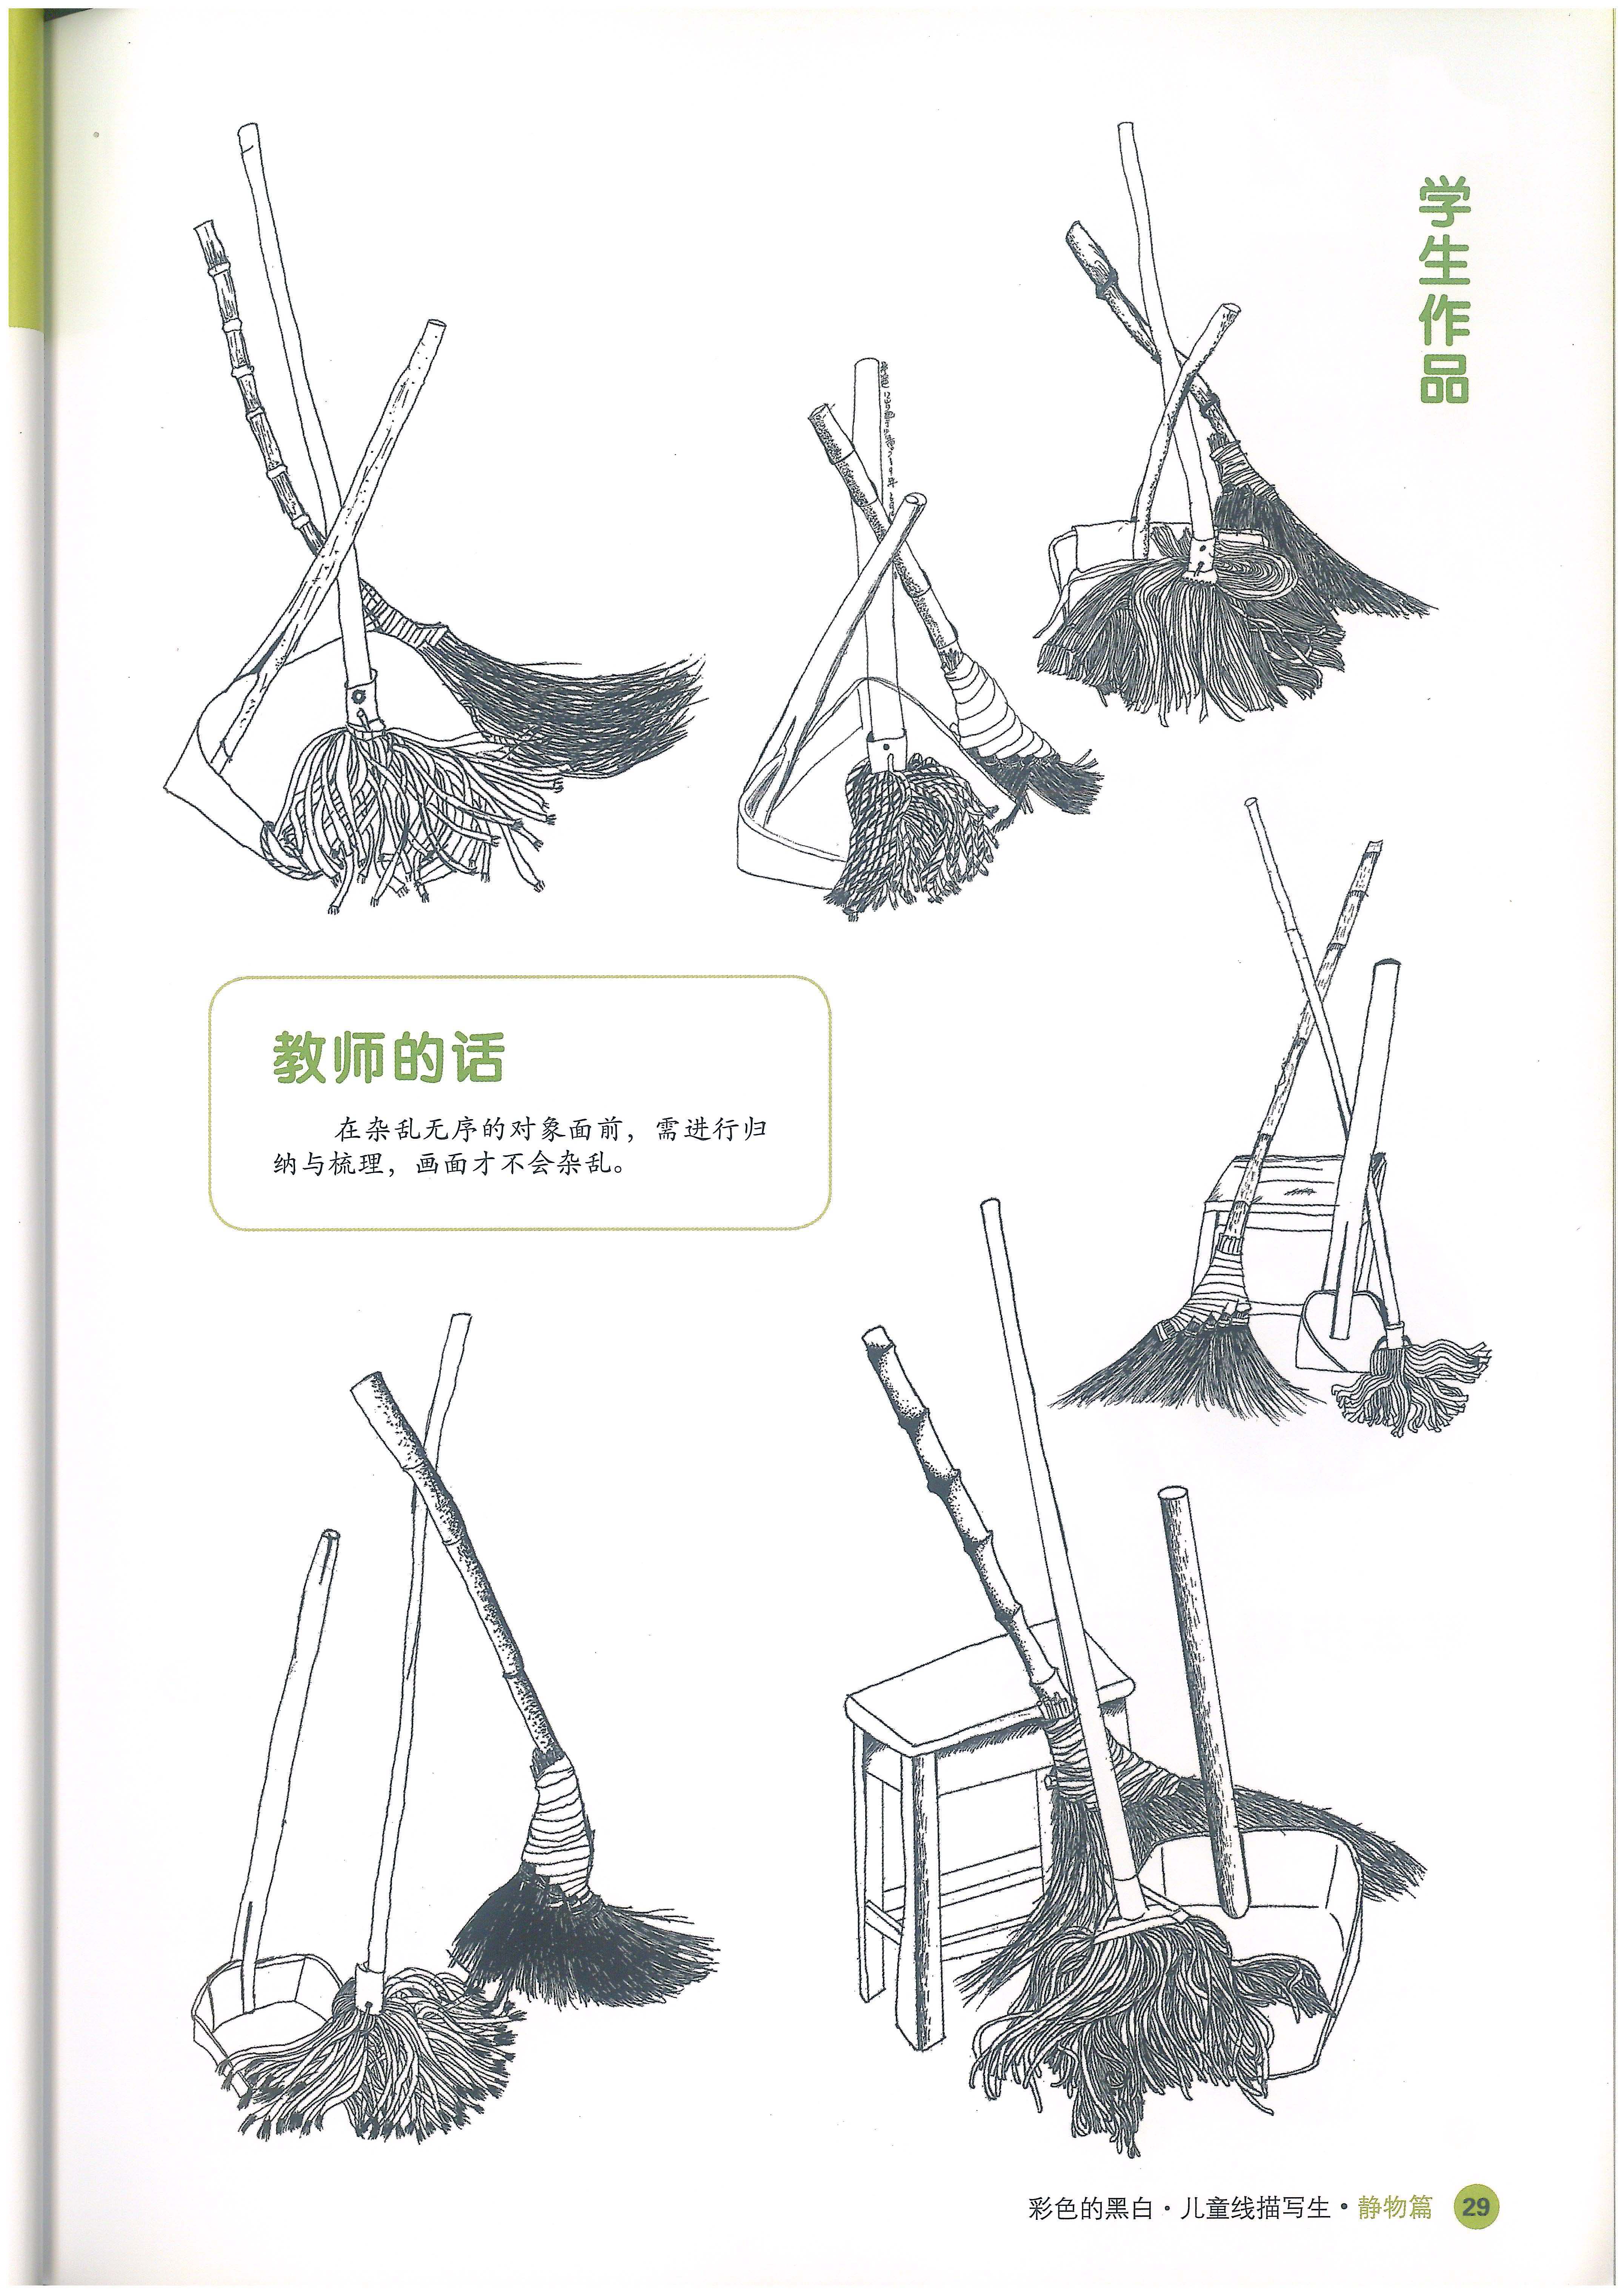 学生作品
教师的话
在杂乱无序的对象面前，需进行归
纳与梳理，画面才不会杂乱。
彩色的黑白·儿童线描写生·静物篇 29